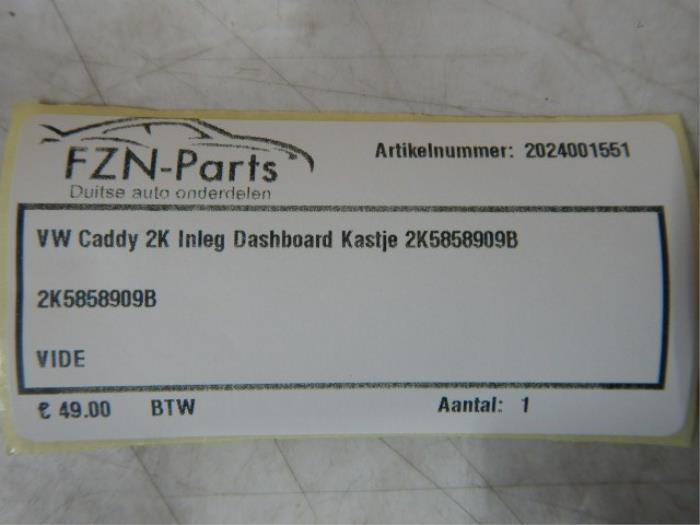 FZN-Parts
Duitse auto onderdelen
Artikelnummer: 2024001551
VW Caddy 2K Inleg Dashboard Kastje 2K5858909B
2K5858909B
VIDE
€ 49.00 BTW Aantal: 1